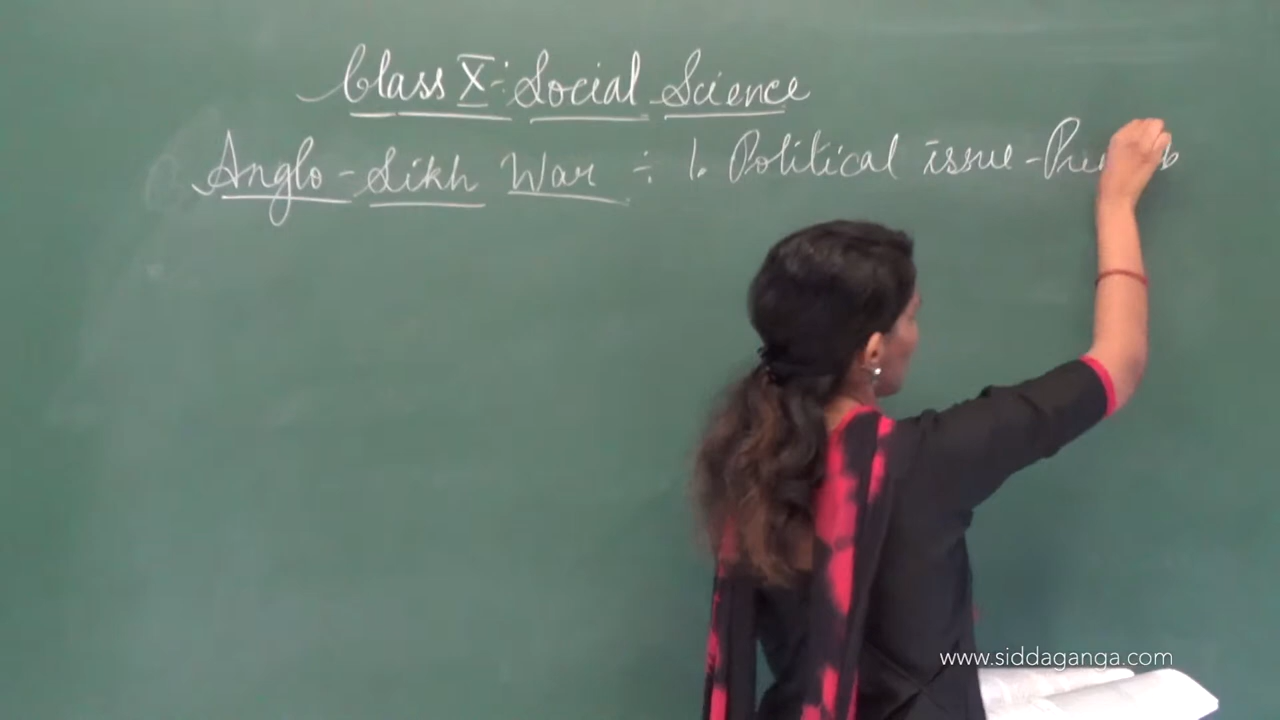 Class X:- Social Science
Anglo-Sikh War ÷ 1. Political issue -
www.siddaganga.com